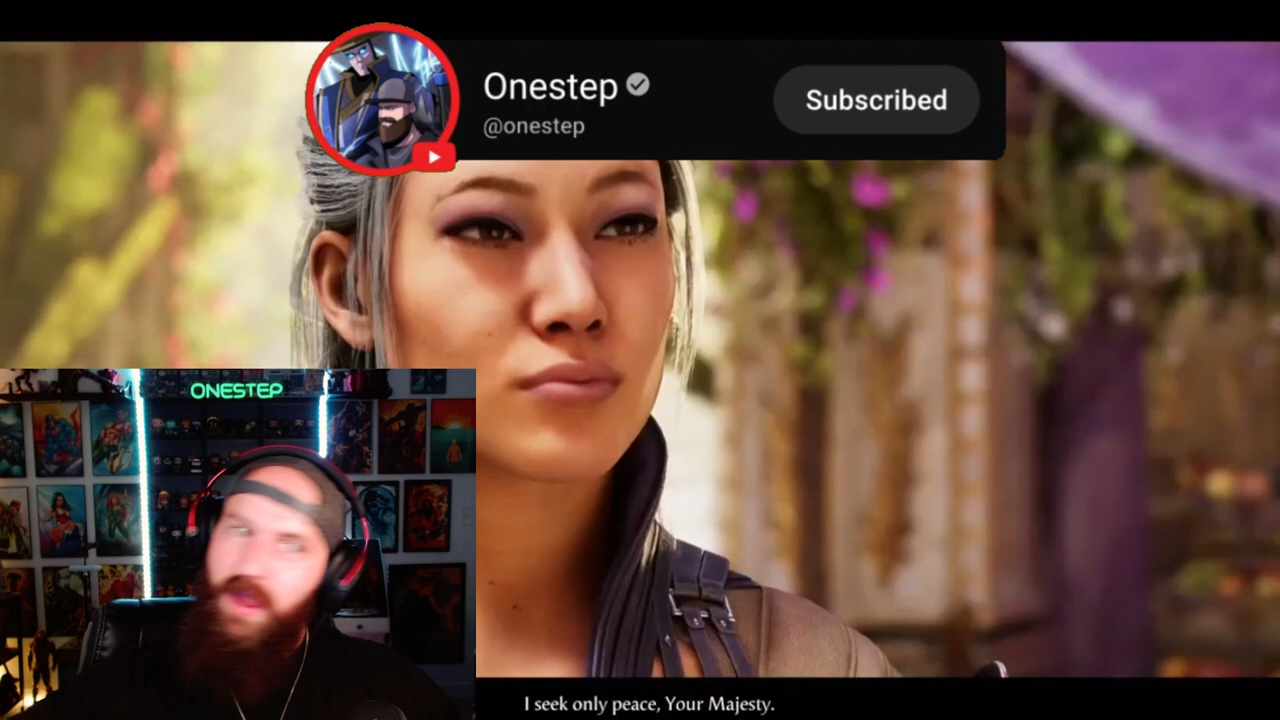 Onestep
@onestep
Subscribed
ONESTEP
I seek only peace, Your Majesty.